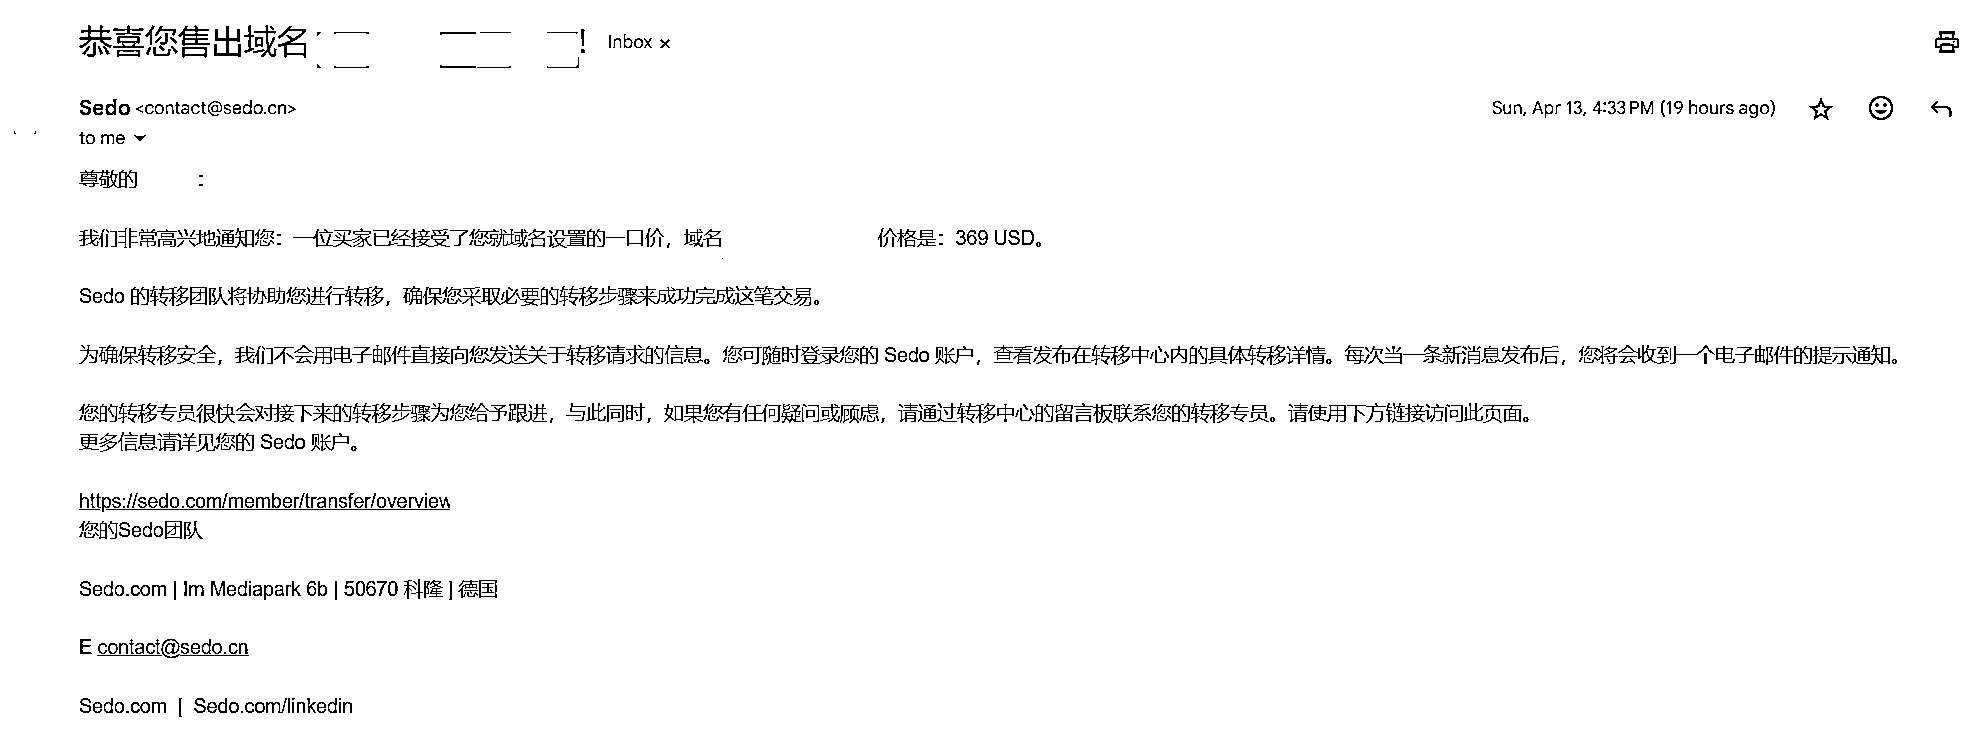 恭喜您售出域名 ! Inbox ×
Sedo <contact@sedo.cn> Sun, Apr 13, 4:33 PM (19 hours ago)
to me
尊敬的 ：
我们非常高兴地通知您：一位买家已经接受了您就域名设置的一口价，域名 价格是：369 USD。
Sedo 的转移团队将协助您进行转移，确保您采取必要的转移步骤来成功完成这笔交易。
为确保转移安全，我们不会用电子邮件直接向您发送关于转移请求的信息。您可随时登录您的 Sedo 账户，查看发布在转移中心内的具体转移详情。每次当一条新消息发布后，您将会收到一个电子邮件的提示通知。
您的转移专员很快会对接下来的转移步骤为您给予跟进，与此同时，如果您有任何疑问或顾虑，请通过转移中心的留言板联系您的转移专员。请使用下方链接访问此页面。
更多信息请详见您的 Sedo 账户。
https://sedo.com/member/transfer/overview
您的Sedo团队
Sedo.com | Im Mediapark 6b | 50670 科隆 | 德国
E contact@sedo.cn
Sedo.com | Sedo.com/linkedin